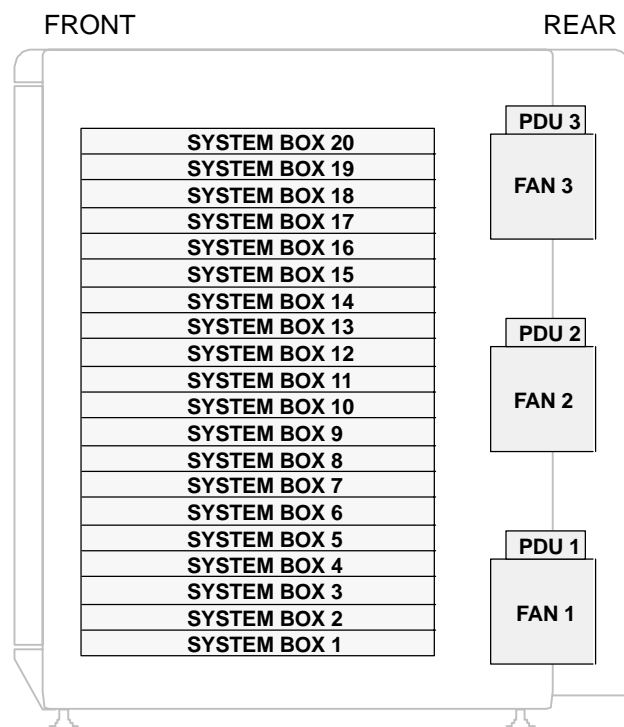 FRONT
REAR
SYSTEM BOX 20
SYSTEM BOX 19
SYSTEM BOX 18
SYSTEM BOX 17
SYSTEM BOX 16
SYSTEM BOX 15
SYSTEM BOX 14
SYSTEM BOX 13
SYSTEM BOX 12
SYSTEM BOX 11
SYSTEM BOX 10
SYSTEM BOX 9
SYSTEM BOX 8
SYSTEM BOX 7
SYSTEM BOX 6
SYSTEM BOX 5
SYSTEM BOX 4
SYSTEM BOX 3
SYSTEM BOX 2
SYSTEM BOX 1
PDU 3
FAN 3
PDU 2
FAN 2
PDU 1
FAN 1